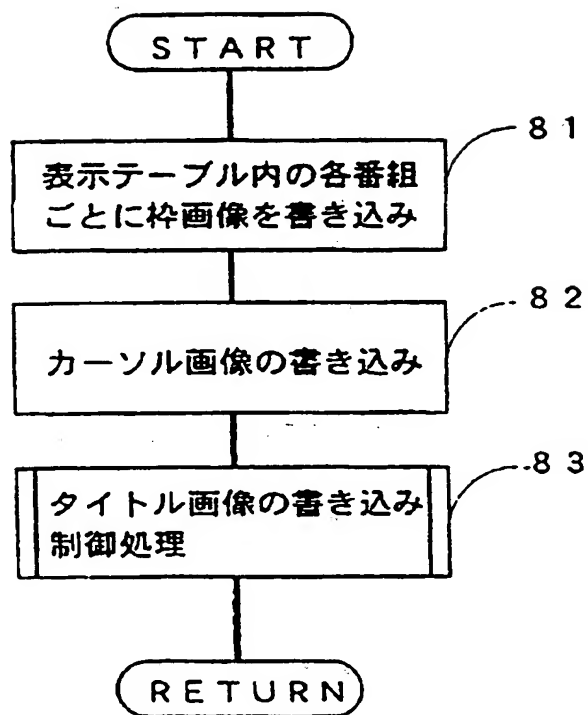 START
81
表示テーブル内の各番組
ごとに枠画像を書き込み
82
カーソル画像の書き込み
83
タイトル画像の書き込み
制御処理
RETURN